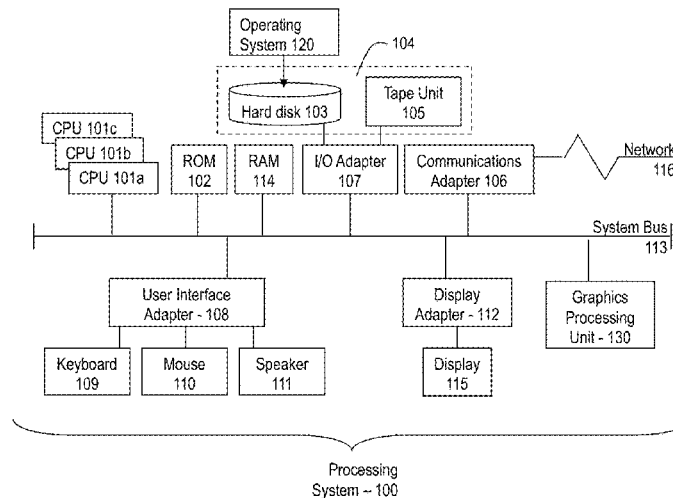 Operating
System 120
104
Hard disk 103
Tape Unit
105
CPU 101c
CPU 101b
CPU 101a
ROM
102
RAM
114
I/O Adapter
107
Communications
Adapter 106
Network
116
System Bus
113
User Interface
Adapter - 108
Display
Adapter - 112
Graphics
Processing
Unit - 130
Keyboard
109
Mouse
110
Speaker
111
Display
115
Processing
System – 100